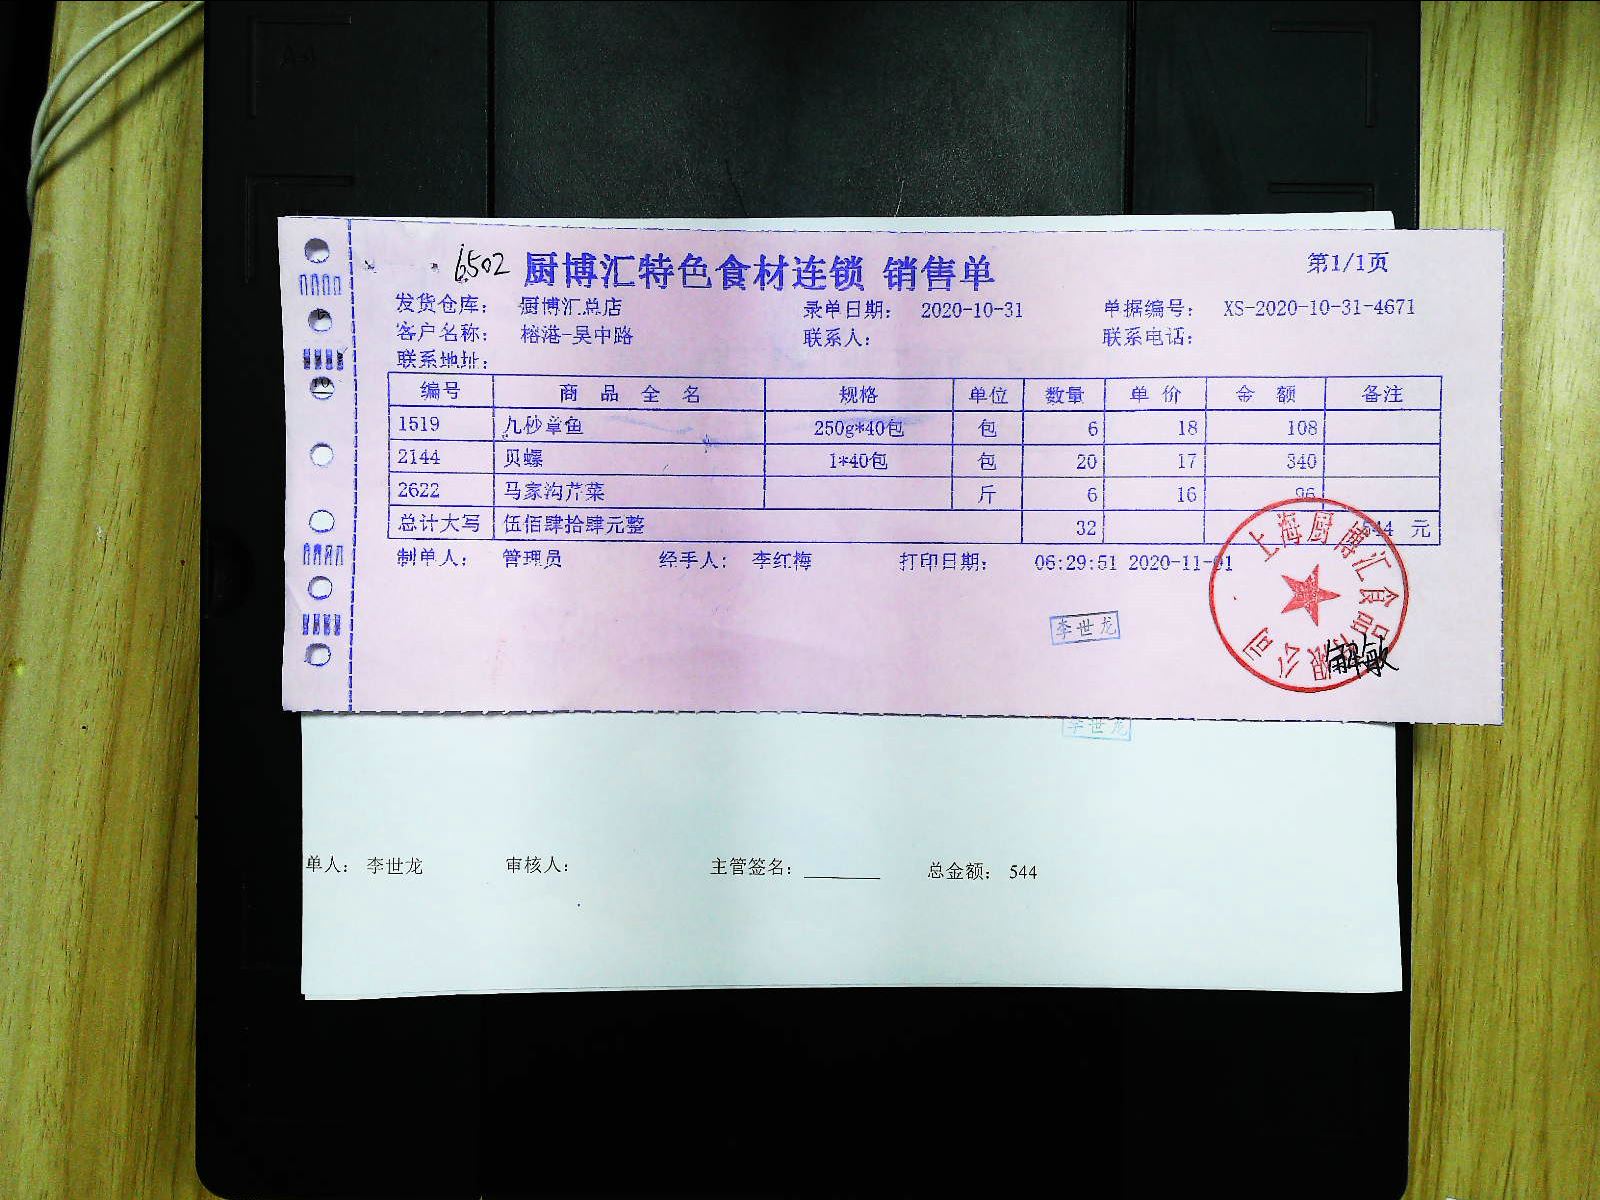 6502 厨博汇特色食材连锁 销售单 第1/1页
发货仓库： 厨博汇总店 录单日期： 2020-10-31 单据编号： XS-2020-10-31-4671
客户名称： 榕港-吴中路 联系人： 联系电话：
联系地址：
编号 商品全名 规格 单位 数量 单价 金额 备注
1519 九秒章鱼 250g*40包 包 6 18 108
2144 贝螺 1*40包 包 20 17 340
2622 马家沟芹菜 斤 6 16 96
总计大写 伍佰肆拾肆元整 32 544 元
制单人： 管理员 经手人： 李红梅 打印日期： 06:29:51 2020-11-01
上海厨博汇食品有限公司
李世龙
解敏
李世龙
单人： 李世龙 审核人： 主管签名： 总金额： 544